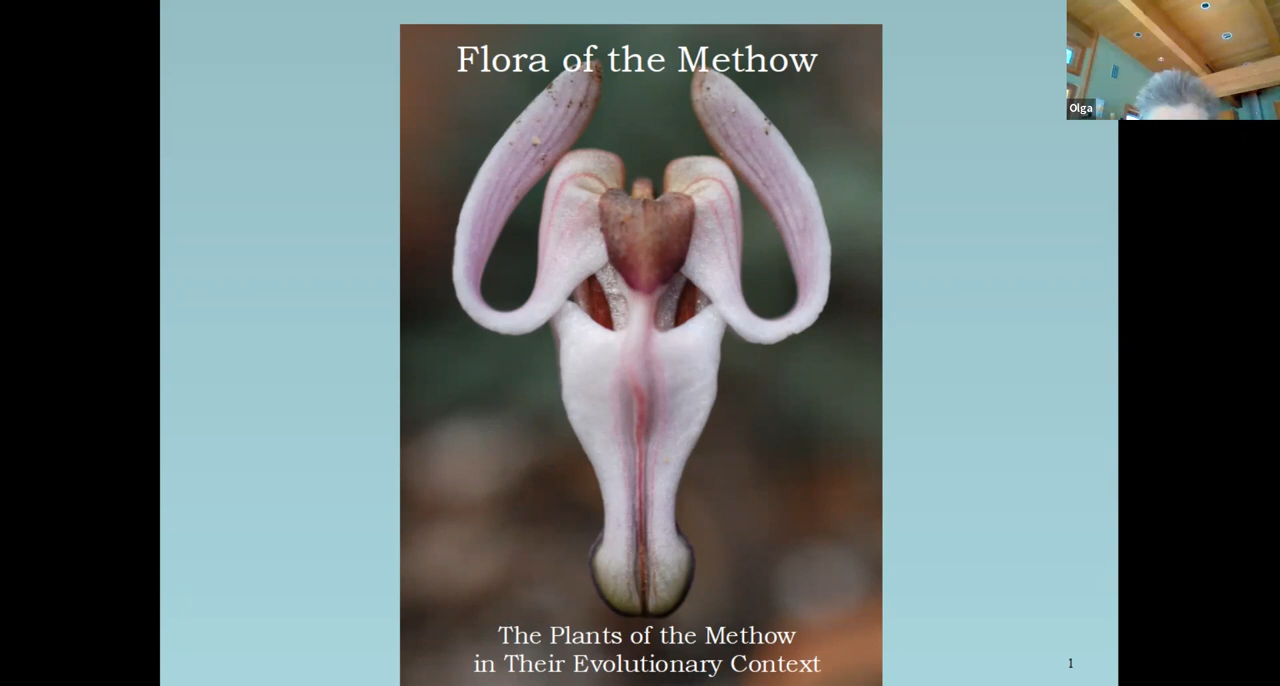 Flora of the Methow
Olga
The Plants of the Methow
in Their Evolutionary Context
1